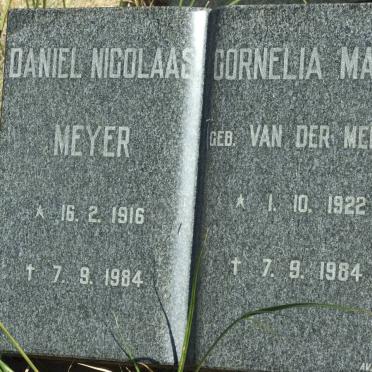 DANIEL NICOLAAS
MEYER
* 16. 2. 1916
† 7. 9. 1984
CORNELIA MA
GEB. VAN DER MER
* 1. 10. 1922
† 7. 9. 1984